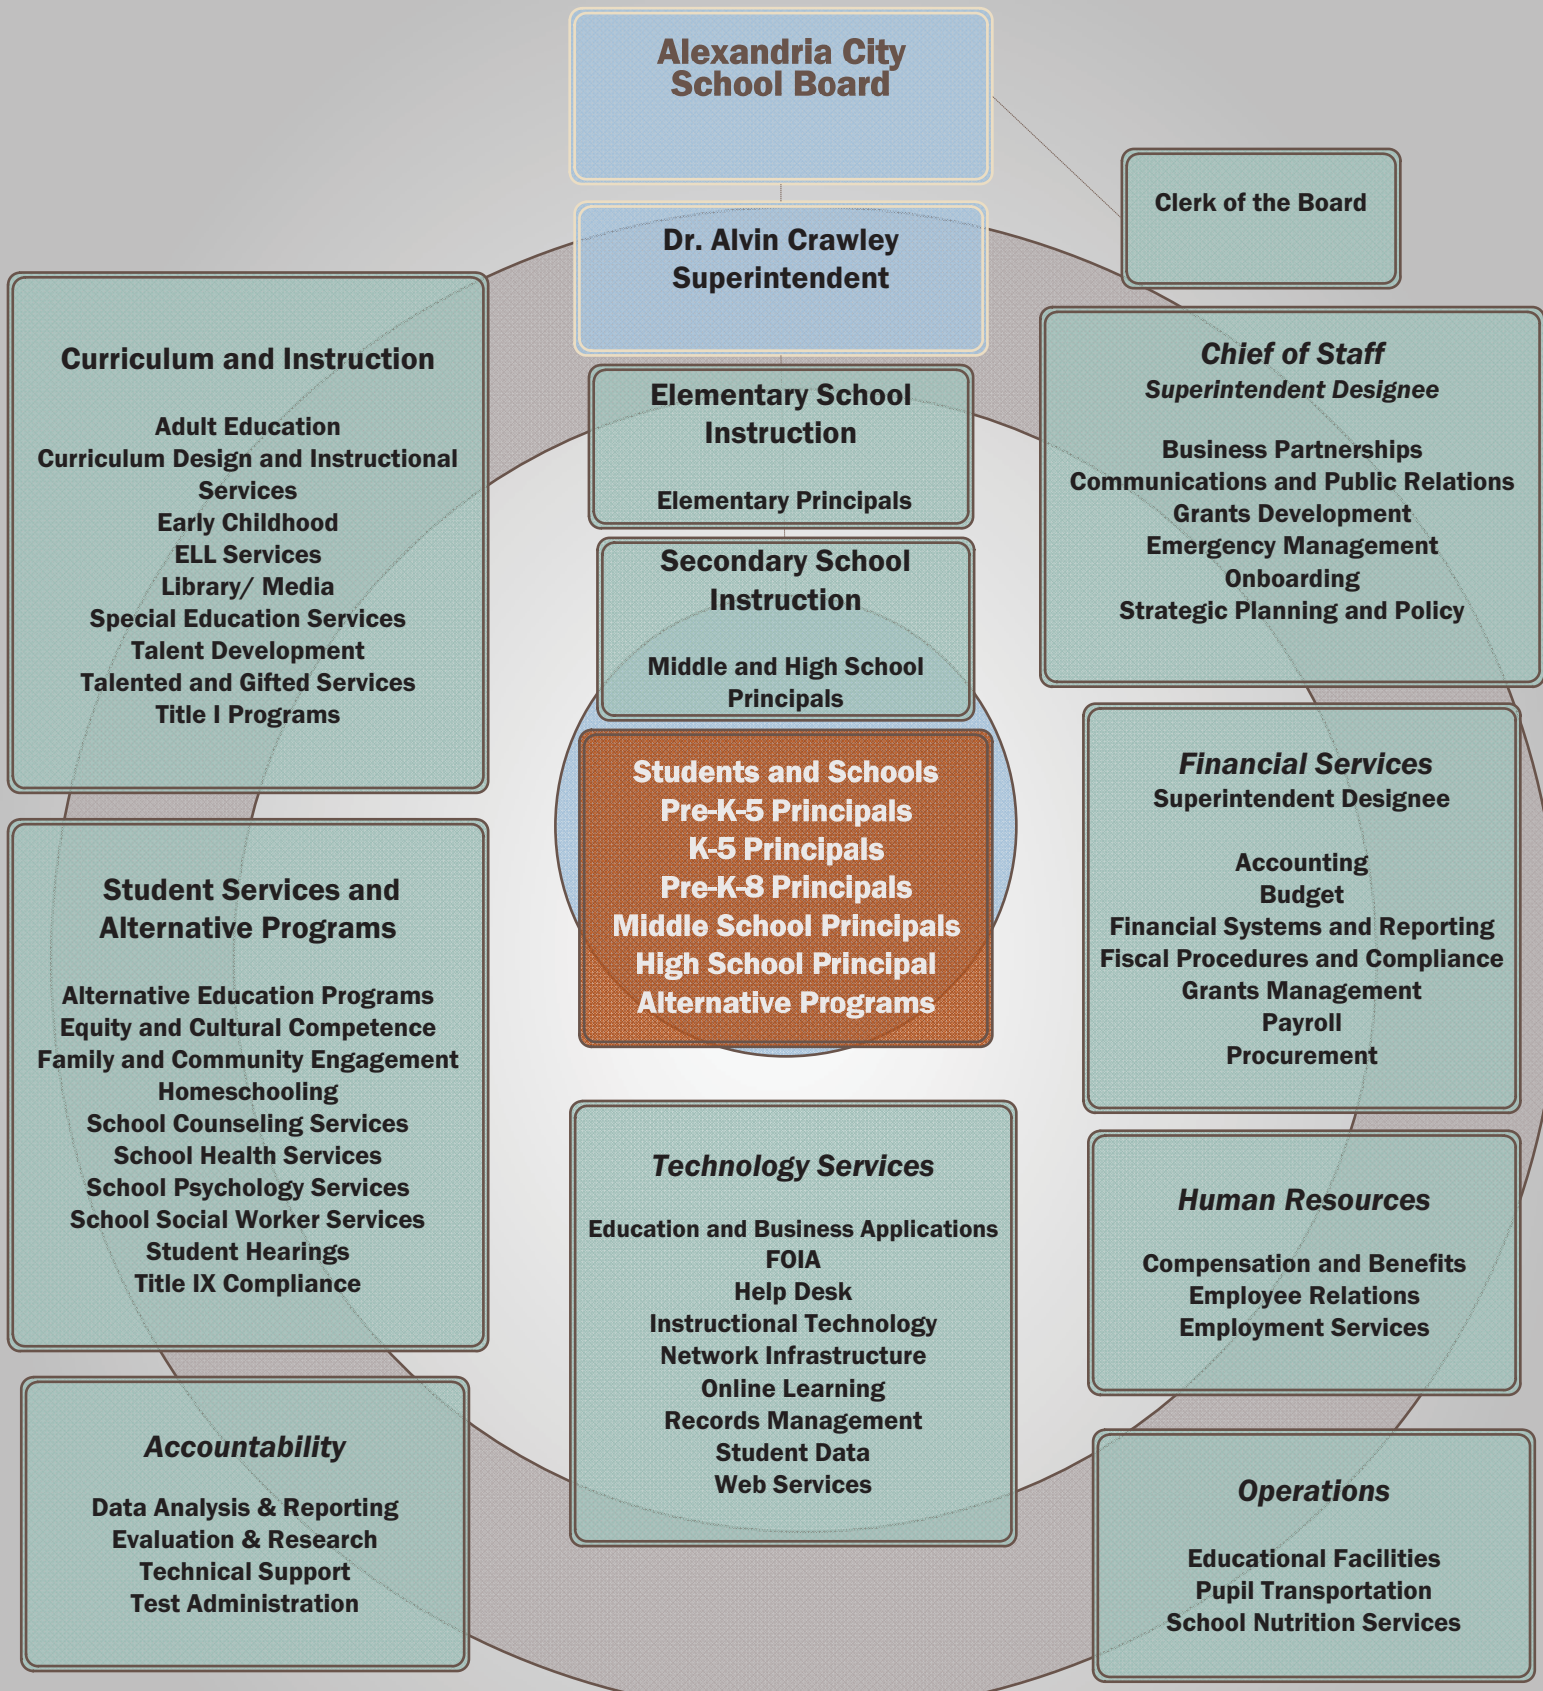 Alexandria City
School Board
Clerk of the Board
Dr. Alvin Crawley
Superintendent
Curriculum and Instruction
Adult Education
Curriculum Design and Instructional
Services
Early Childhood
ELL Services
Library/ Media
Special Education Services
Talent Development
Talented and Gifted Services
Title I Programs
Elementary School
Instruction
Elementary Principals
Secondary School
Instruction
Middle and High School
Principals
Chief of Staff
Superintendent Designee
Business Partnerships
Communications and Public Relations
Grants Development
Emergency Management
Onboarding
Strategic Planning and Policy
Students and Schools
Pre-K-5 Principals
K-5 Principals
Pre-K-8 Principals
Middle School Principals
High School Principal
Alternative Programs
Financial Services
Superintendent Designee
Accounting
Budget
Financial Systems and Reporting
Fiscal Procedures and Compliance
Grants Management
Payroll
Procurement
Student Services and
Alternative Programs
Alternative Education Programs
Equity and Cultural Competence
Family and Community Engagement
Homeschooling
School Counseling Services
School Health Services
School Psychology Services
School Social Worker Services
Student Hearings
Title IX Compliance
Technology Services
Education and Business Applications
FOIA
Help Desk
Instructional Technology
Network Infrastructure
Online Learning
Records Management
Student Data
Web Services
Human Resources
Compensation and Benefits
Employee Relations
Employment Services
Accountability
Data Analysis & Reporting
Evaluation & Research
Technical Support
Test Administration
Operations
Educational Facilities
Pupil Transportation
School Nutrition Services